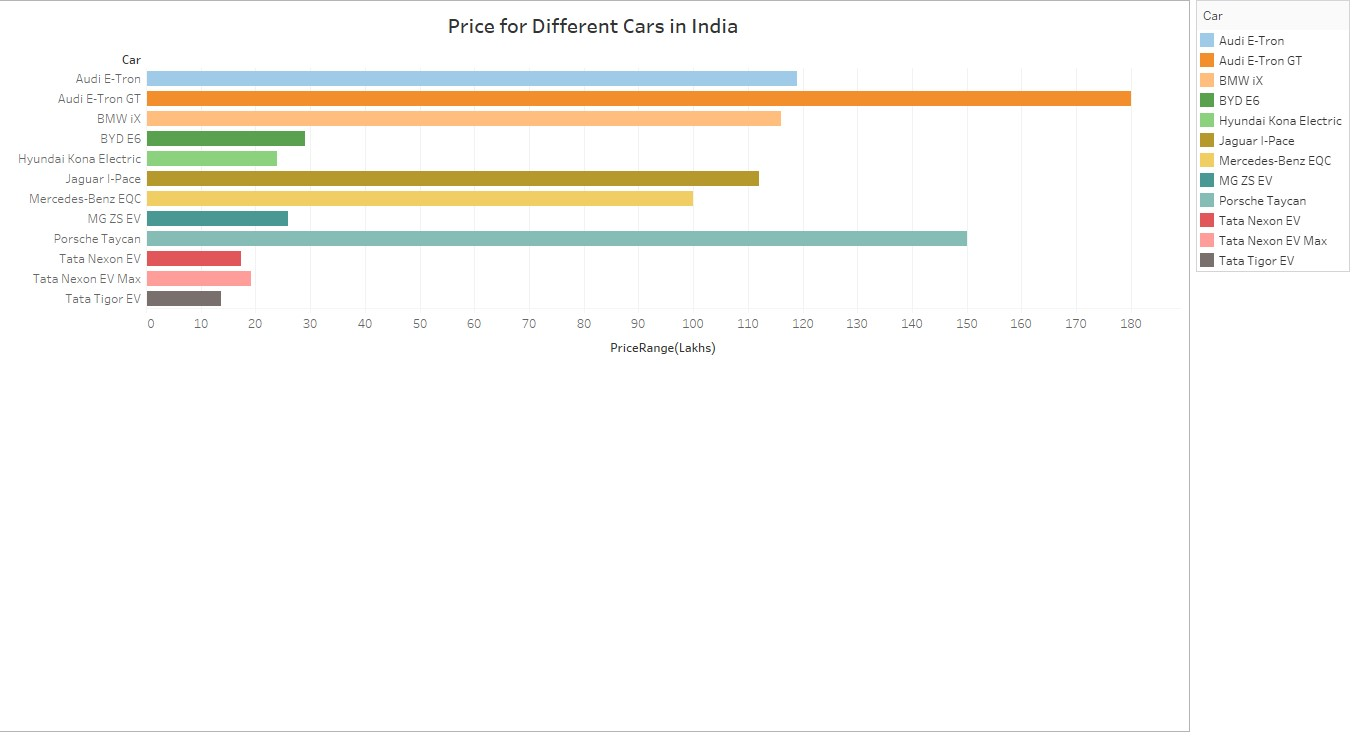 Price for Different Cars in India
Car
Audi E-Tron
Audi E-Tron GT
BMW iX
BYD E6
Hyundai Kona Electric
Jaguar I-Pace
Mercedes-Benz EQC
MG ZS EV
Porsche Taycan
Tata Nexon EV
Tata Nexon EV Max
Tata Tigor EV
0 10 20 30 40 50 60 70 80 90 100 110 120 130 140 150 160 170 180
PriceRange(Lakhs)
Car
Audi E-Tron
Audi E-Tron GT
BMW iX
BYD E6
Hyundai Kona Electric
Jaguar I-Pace
Mercedes-Benz EQC
MG ZS EV
Porsche Taycan
Tata Nexon EV
Tata Nexon EV Max
Tata Tigor EV